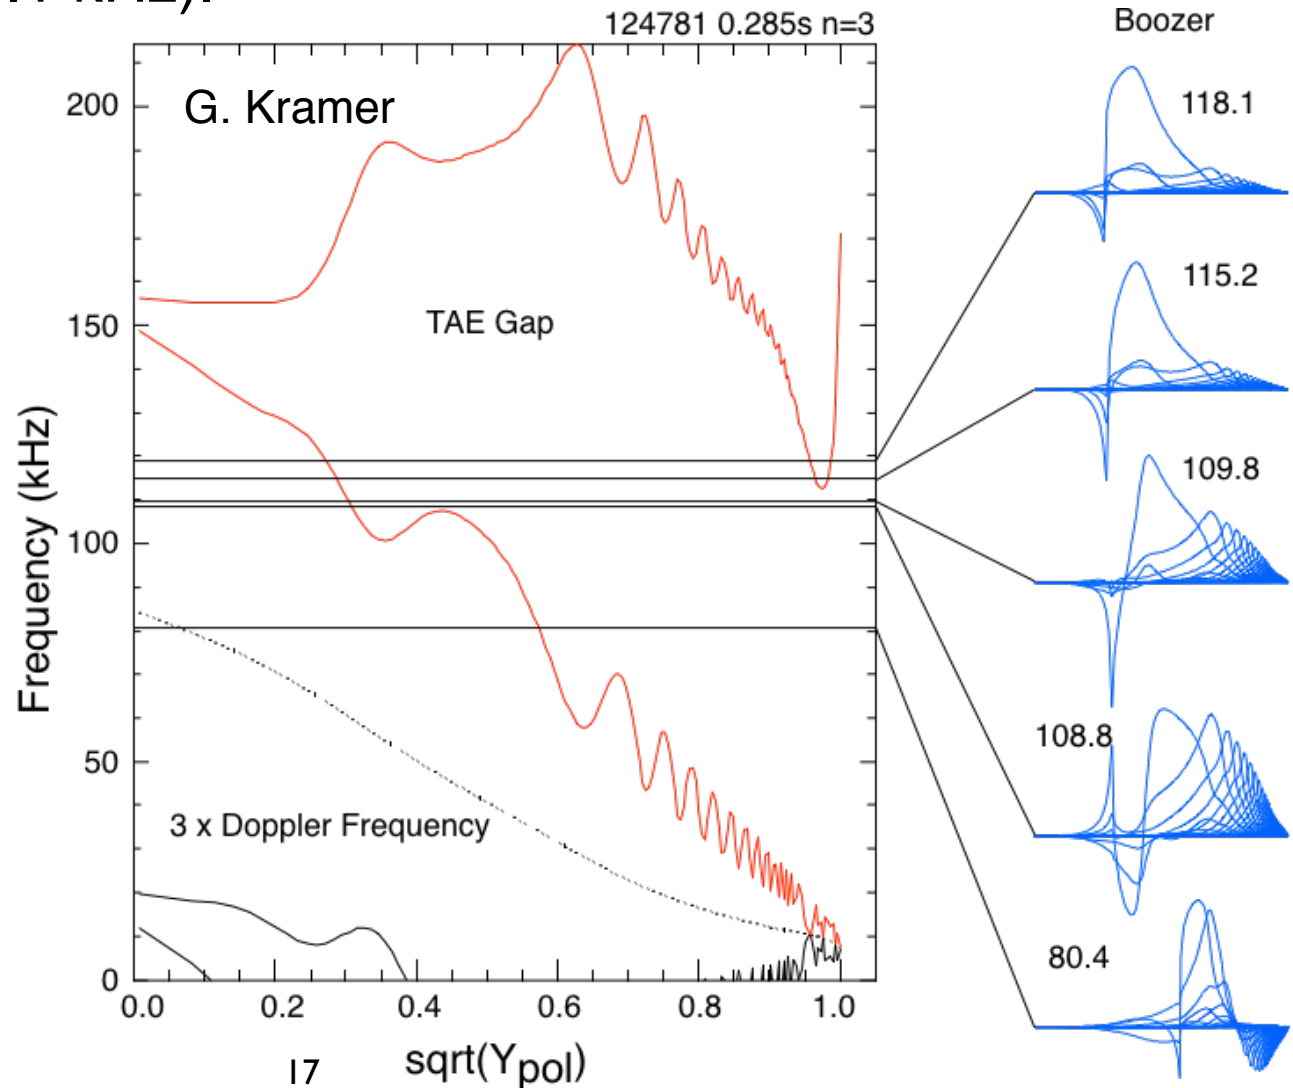 124781 0.285s n=3
Boozer
G. Kramer
200
150
100
50
0
Frequency (kHz)
TAE Gap
3 x Doppler Frequency
0.0 0.2 0.4 0.6 0.8 1.0
sqrt(Ypol)
17
118.1
115.2
109.8
108.8
80.4